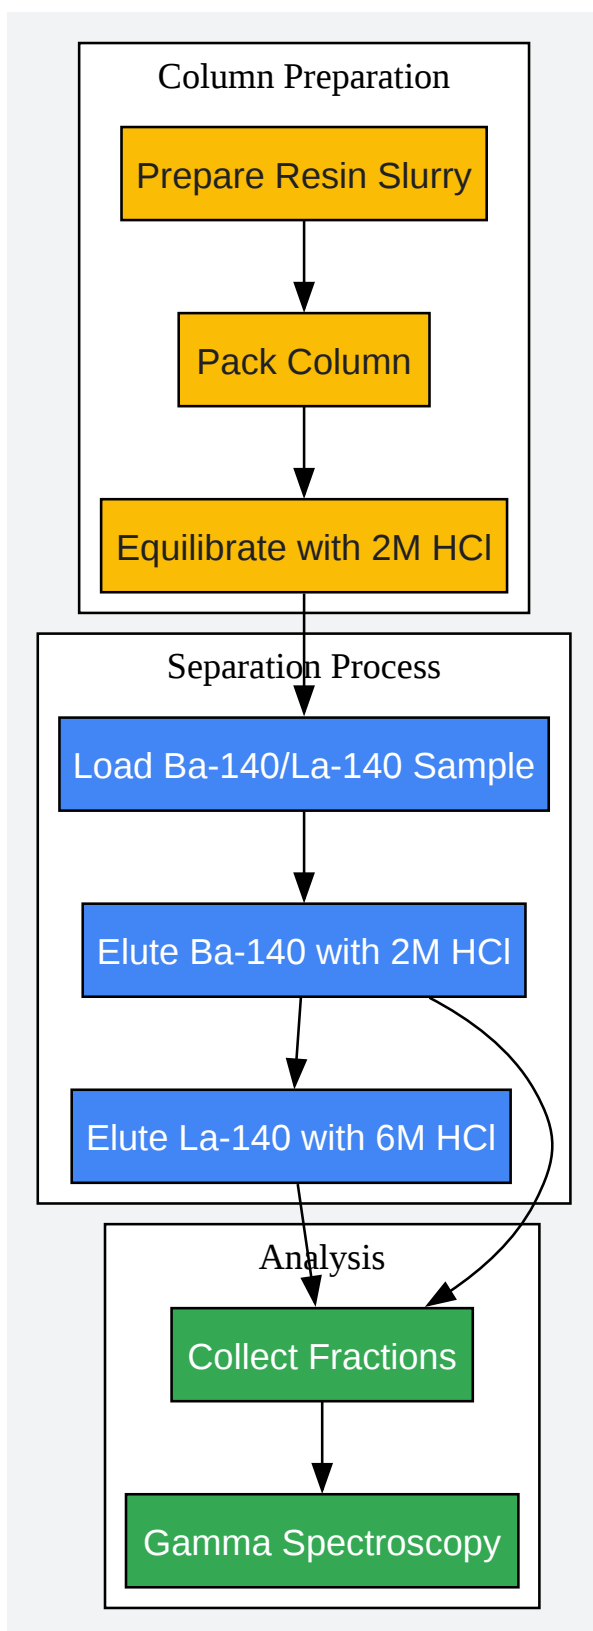 Column Preparation
Prepare Resin Slurry
Pack Column
Equilibrate with 2M HCl
Separation Process
Load Ba-140/La-140 Sample
Elute Ba-140 with 2M HCl
Elute La-140 with 6M HCl
Analysis
Collect Fractions
Gamma Spectroscopy